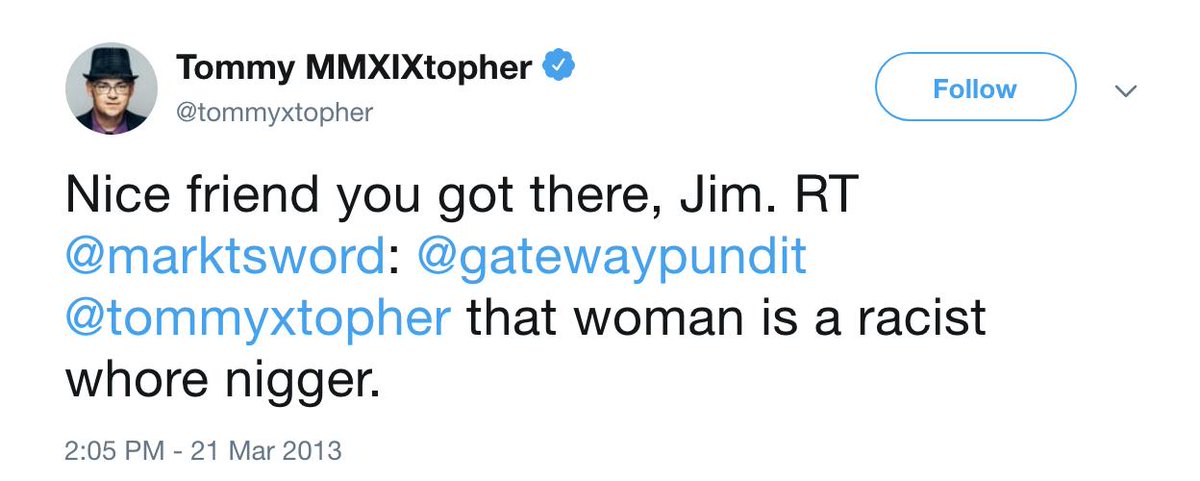 Tommy MMXIXtopher
@tommyxtopher
Follow
Nice friend you got there, Jim. RT
@marktsword: @gatewaypundit
@tommyxtopher that woman is a racist
whore nigger.
2:05 PM - 21 Mar 2013